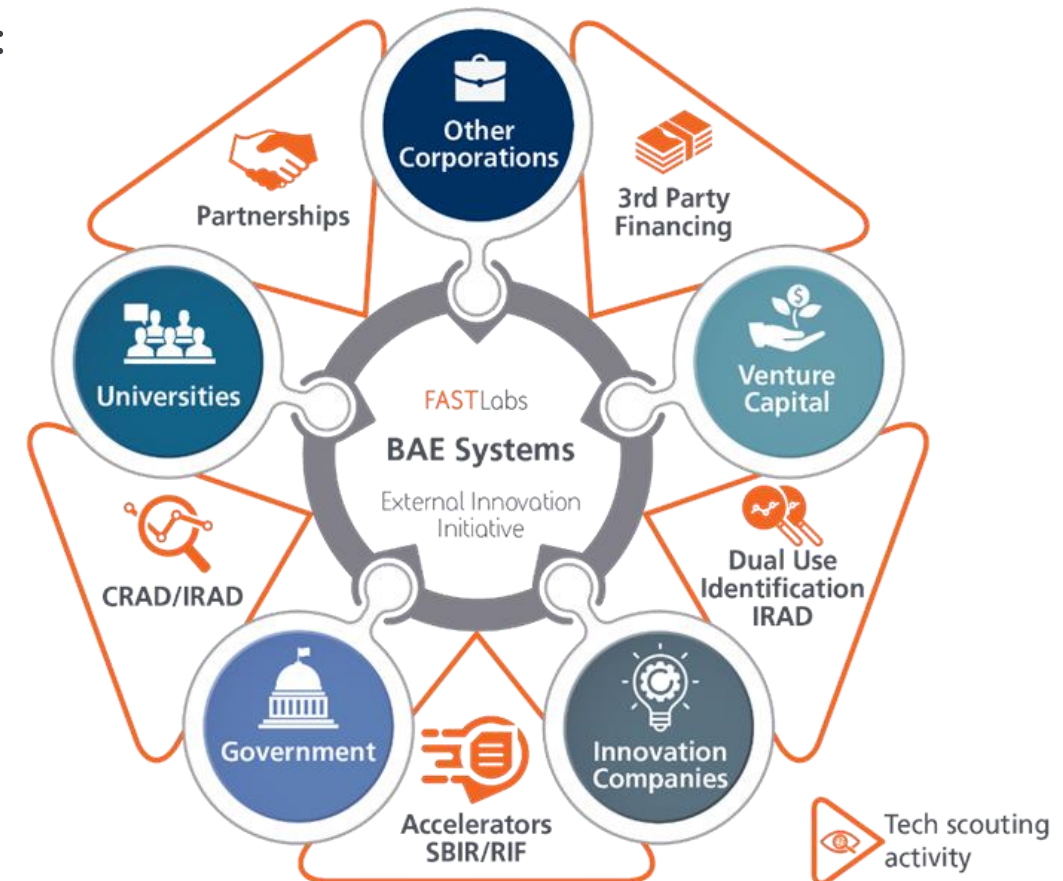 :
Other
Corporations
Partnerships
3rd Party
Financing
Universities
Venture
Capital
FASTLabs
BAE Systems
External Innovation
Initiative
CRAD/IRAD
Dual Use
Identification
IRAD
Government
Innovation
Companies
Accelerators
SBIR/RIF
Tech scouting
activity